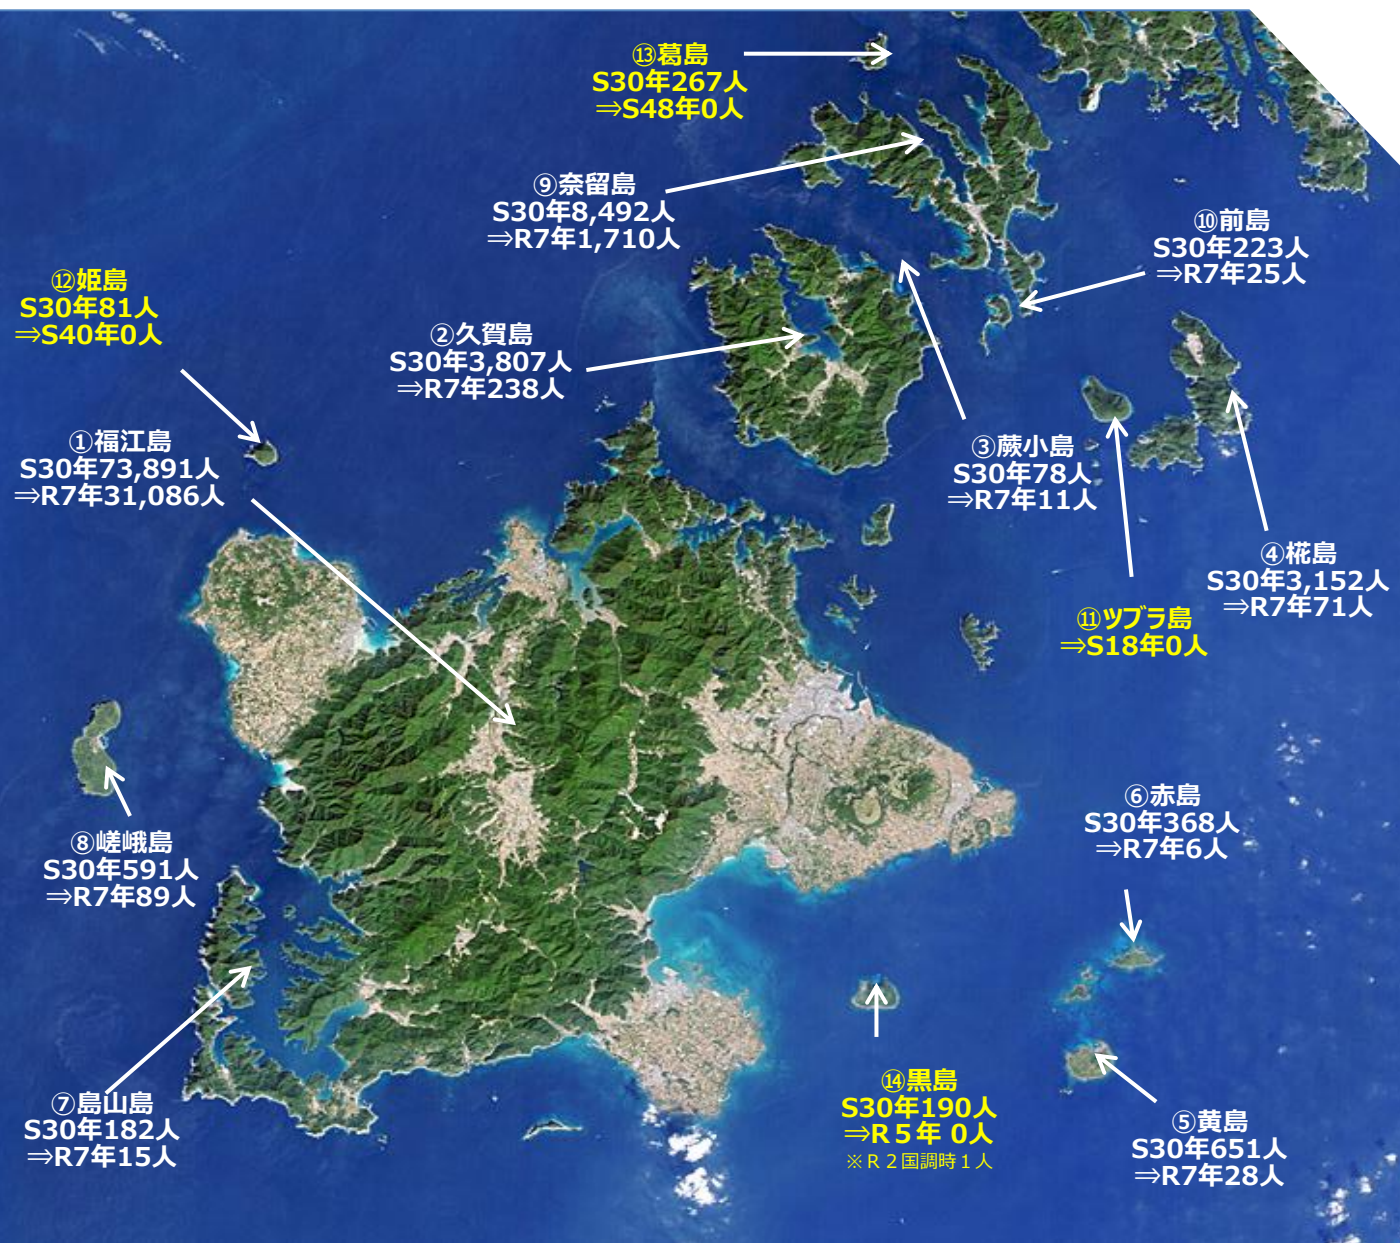 ⑬葛島
S30年267人
⇒S48年0人
⑨奈留島
S30年8,492人
⇒R7年1,710人
⑩前島
S30年223人
⇒R7年25人
⑫姫島
S30年81人
⇒S40年0人
②久賀島
S30年3,807人
⇒R7年238人
①福江島
S30年73,891人
⇒R7年31,086人
③蕨小島
S30年78人
⇒R7年11人
④椛島
S30年3,152人
⇒R7年71人
⑪ツブラ島
⇒S18年0人
⑥赤島
S30年368人
⇒R7年6人
⑧嵯峨島
S30年591人
⇒R7年89人
⑭黒島
S30年190人
⇒R５年 0人
※Ｒ２国調時１人
⑦島山島
S30年182人
⇒R7年15人
⑤黄島
S30年651人
⇒R7年28人